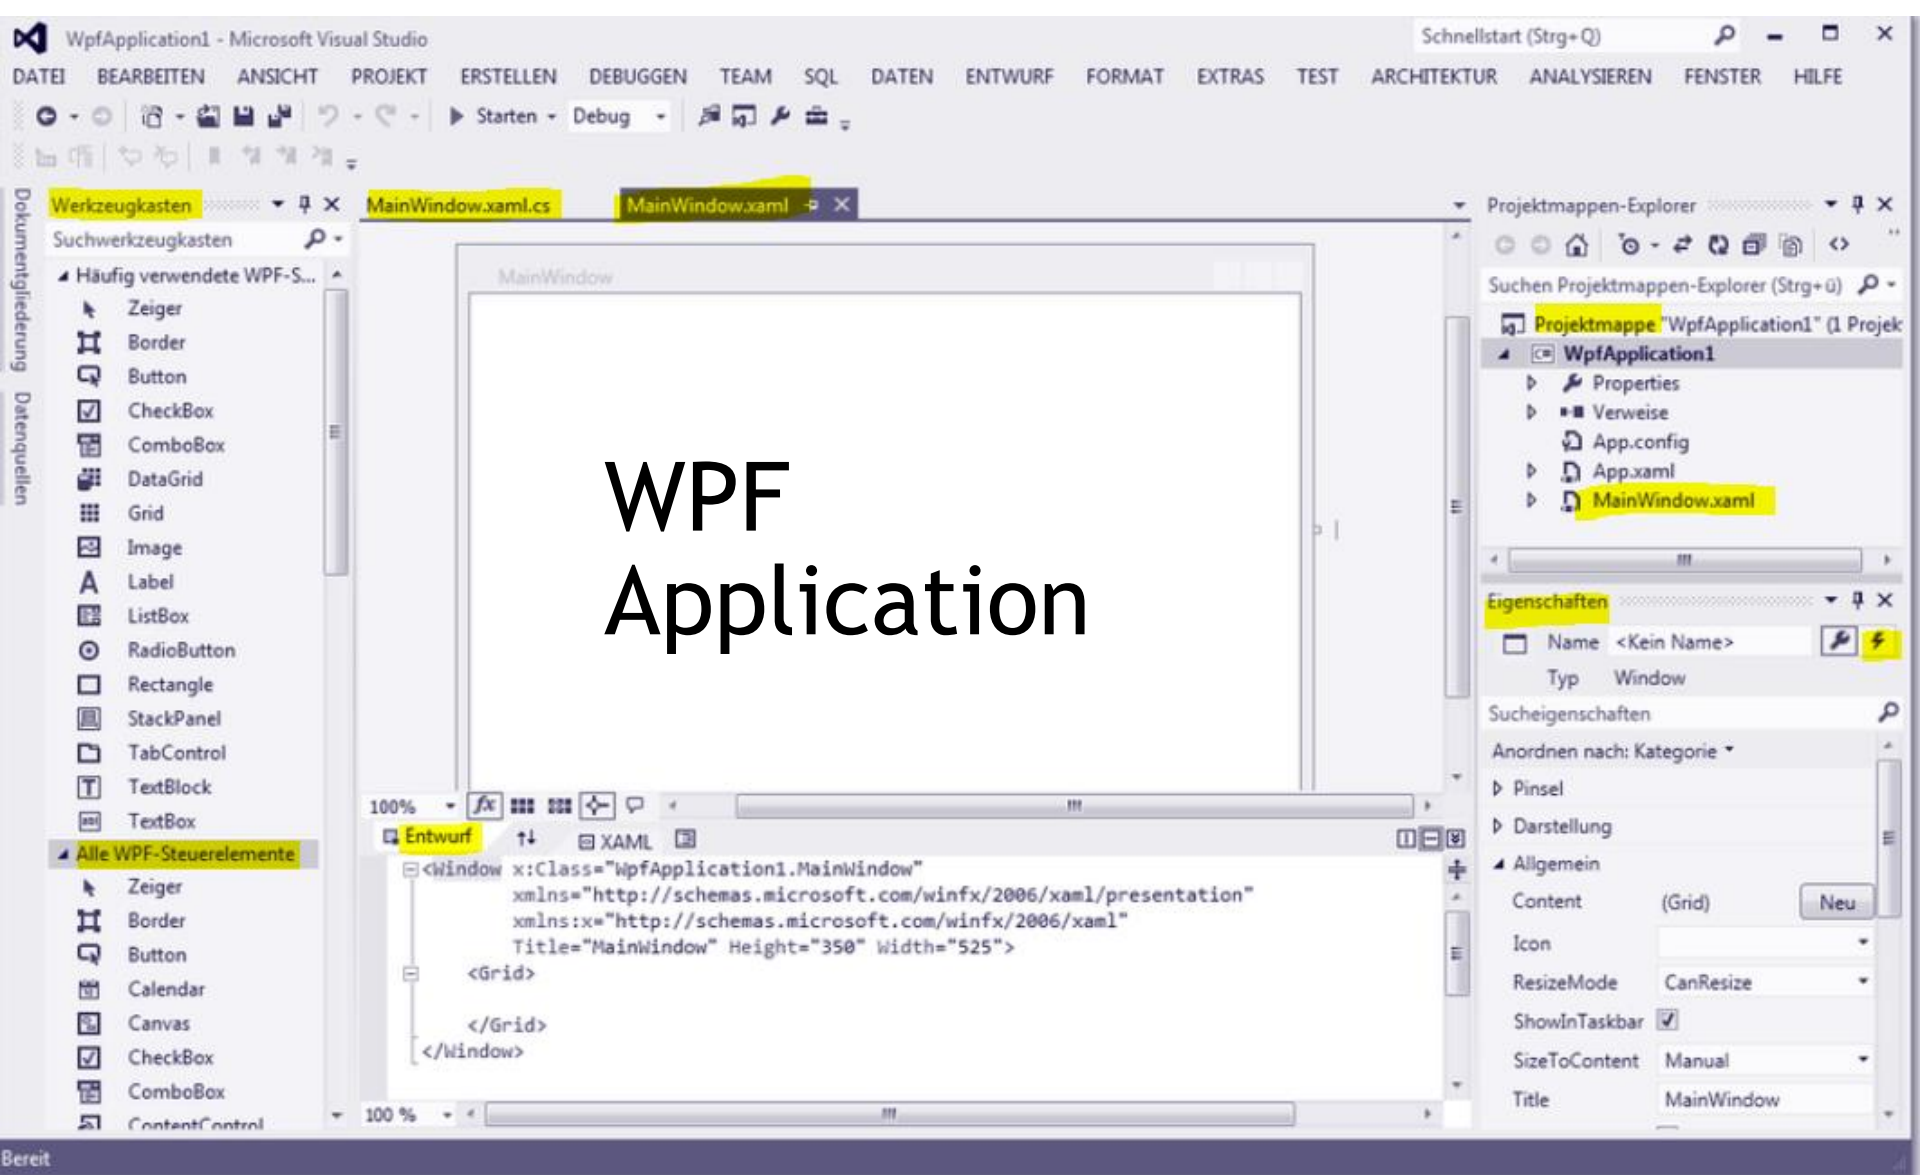 WpfApplication1 - Microsoft Visual Studio
Schnellstart (Strg+Q)
DATEI BEARBEITEN ANSICHT PROJEKT ERSTELLEN DEBUGGEN TEAM SQL DATEN ENTWURF FORMAT EXTRAS TEST ARCHITEKTUR ANALYSIEREN FENSTER HILFE
Starten Debug
Dokumentgliederung
Datenquellen
Werkzeugkasten
Suchwerkzeugkasten
Häufig verwendete WPF-S...
Zeiger
Border
Button
CheckBox
ComboBox
DataGrid
Grid
Image
Label
ListBox
RadioButton
Rectangle
StackPanel
TabControl
TextBlock
TextBox
Alle WPF-Steuerelemente
Zeiger
Border
Button
Calendar
Canvas
CheckBox
ComboBox
ContentControl
MainWindow.xaml.cs
MainWindow.xaml
MainWindow
WPF
Application
100%
Entwurf
XAML
<Window x:Class="WpfApplication1.MainWindow"
xmlns="http://schemas.microsoft.com/winfx/2006/xaml/presentation"
xmlns:x="http://schemas.microsoft.com/winfx/2006/xaml"
Title="MainWindow" Height="350" Width="525">
<Grid>
</Grid>
</Window>
100 %
Projektmappen-Explorer
Suchen Projektmappen-Explorer (Strg+ü)
Projektmappe "WpfApplication1" (1 Projek
WpfApplication1
Properties
Verweise
App.config
App.xaml
MainWindow.xaml
Eigenschaften
Name <Kein Name>
Typ Window
Sucheigenschaften
Anordnen nach: Kategorie
Pinsel
Darstellung
Allgemein
Content (Grid) Neu
Icon
ResizeMode CanResize
ShowInTaskbar
SizeToContent Manual
Title MainWindow
Bereit